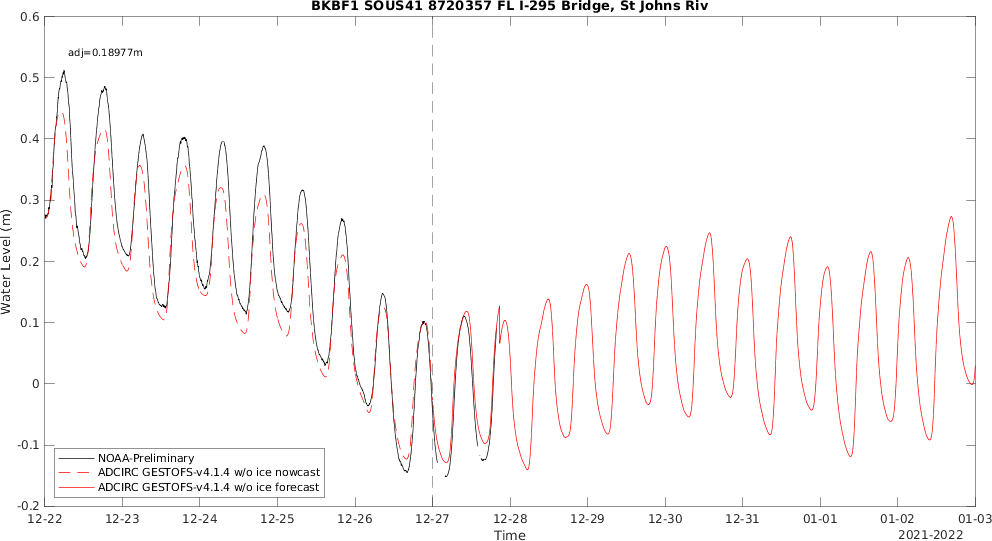 BKBF1 SOUS41 8720357 FL I-295 Bridge, St Johns Riv
adj=0.18977m
0.6
0.5
0.4
0.3
0.2
0.1
0
-0.1
-0.2
Water Level (m)
NOAA-Preliminary
ADCIRC GESTOFS-v4.1.4 w/o ice nowcast
ADCIRC GESTOFS-v4.1.4 w/o ice forecast
12-22 12-23 12-24 12-25 12-26 12-27 12-28 12-29 12-30 12-31 01-01 01-02 01-03
Time
2021-2022